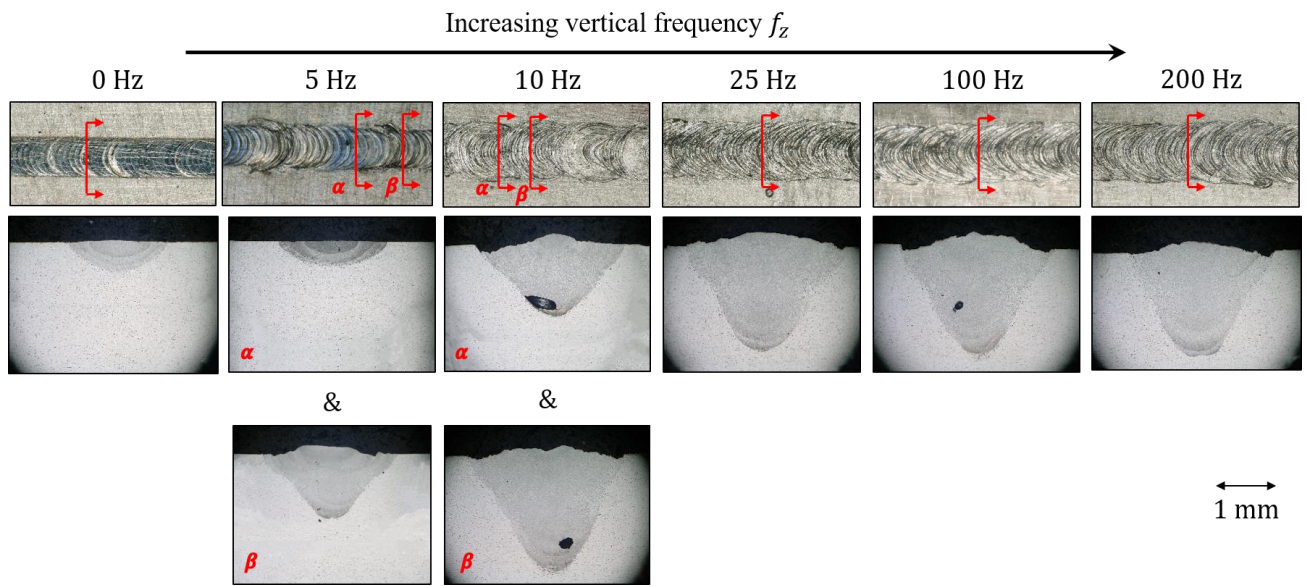 Increasing vertical frequency f_z
0 Hz 5 Hz 10 Hz 25 Hz 100 Hz 200 Hz
α β α β
α α
& &
β β
1 mm